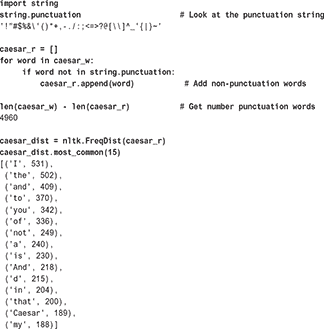 import string
string.punctuation # Look at the punctuation string
'!"#$%&\'()*+,-./:;<=>?@[\\]^_'{|}~'
caesar_r = []
for word in caesar_w:
if word not in string.punctuation:
caesar_r.append(word) # Add non-punctuation words
len(caesar_w) - len(caesar_r) # Get number punctuation words
4960
caesar_dist = nltk.FreqDist(caesar_r)
caesar_dist.most_common(15)
[('I', 531),
('the', 502),
('and', 409),
('to', 370),
('you', 342),
('of', 336),
('not', 249),
('a', 240),
('is', 230),
('And', 218),
('d', 215),
('in', 204),
('that', 200),
('Caesar', 189),
('my', 188)]